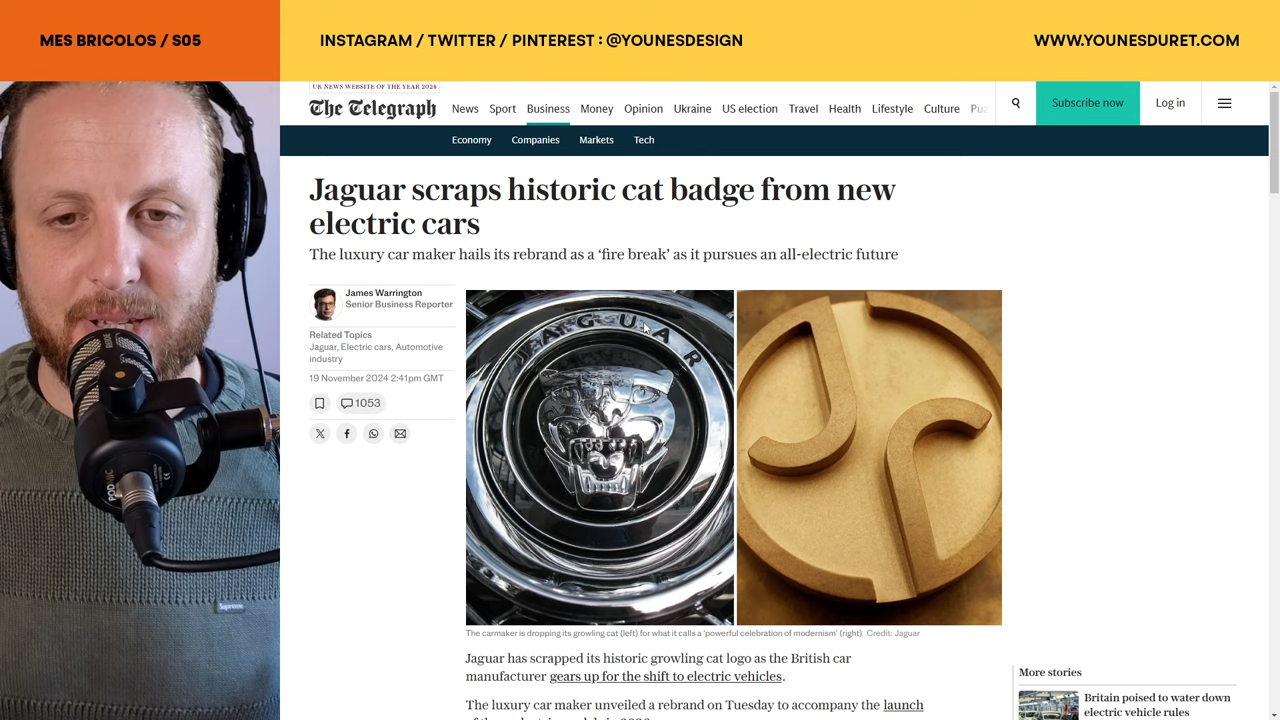 MES BRICOLOS / S05
INSTAGRAM / TWITTER / PINTEREST : @YOUNESDESIGN
WWW.YOUNESDURET.COM
UK NEWS WEBSITE OF THE YEAR 2024
The Telegraph
News Sport Business Money Opinion Ukraine US election Travel Health Lifestyle Culture Puz
Subscribe now
Log in
Economy Companies Markets Tech
Jaguar scraps historic cat badge from new
electric cars
The luxury car maker hails its rebrand as a ‘fire break’ as it pursues an all-electric future
James Warrington
Senior Business Reporter
Related Topics
Jaguar, Electric cars, Automotive
industry
19 November 2024 2:41pm GMT
1053
JAGUAR
The carmaker is dropping its growling cat (left) for what it calls a 'powerful celebration of modernism' (right) Credit: Jaguar
Jaguar has scrapped its historic growling cat logo as the British car
manufacturer gears up for the shift to electric vehicles.
The luxury car maker unveiled a rebrand on Tuesday to accompany the launch
More stories
Britain poised to water down
electric vehicle rules
PODMIC
Supreme